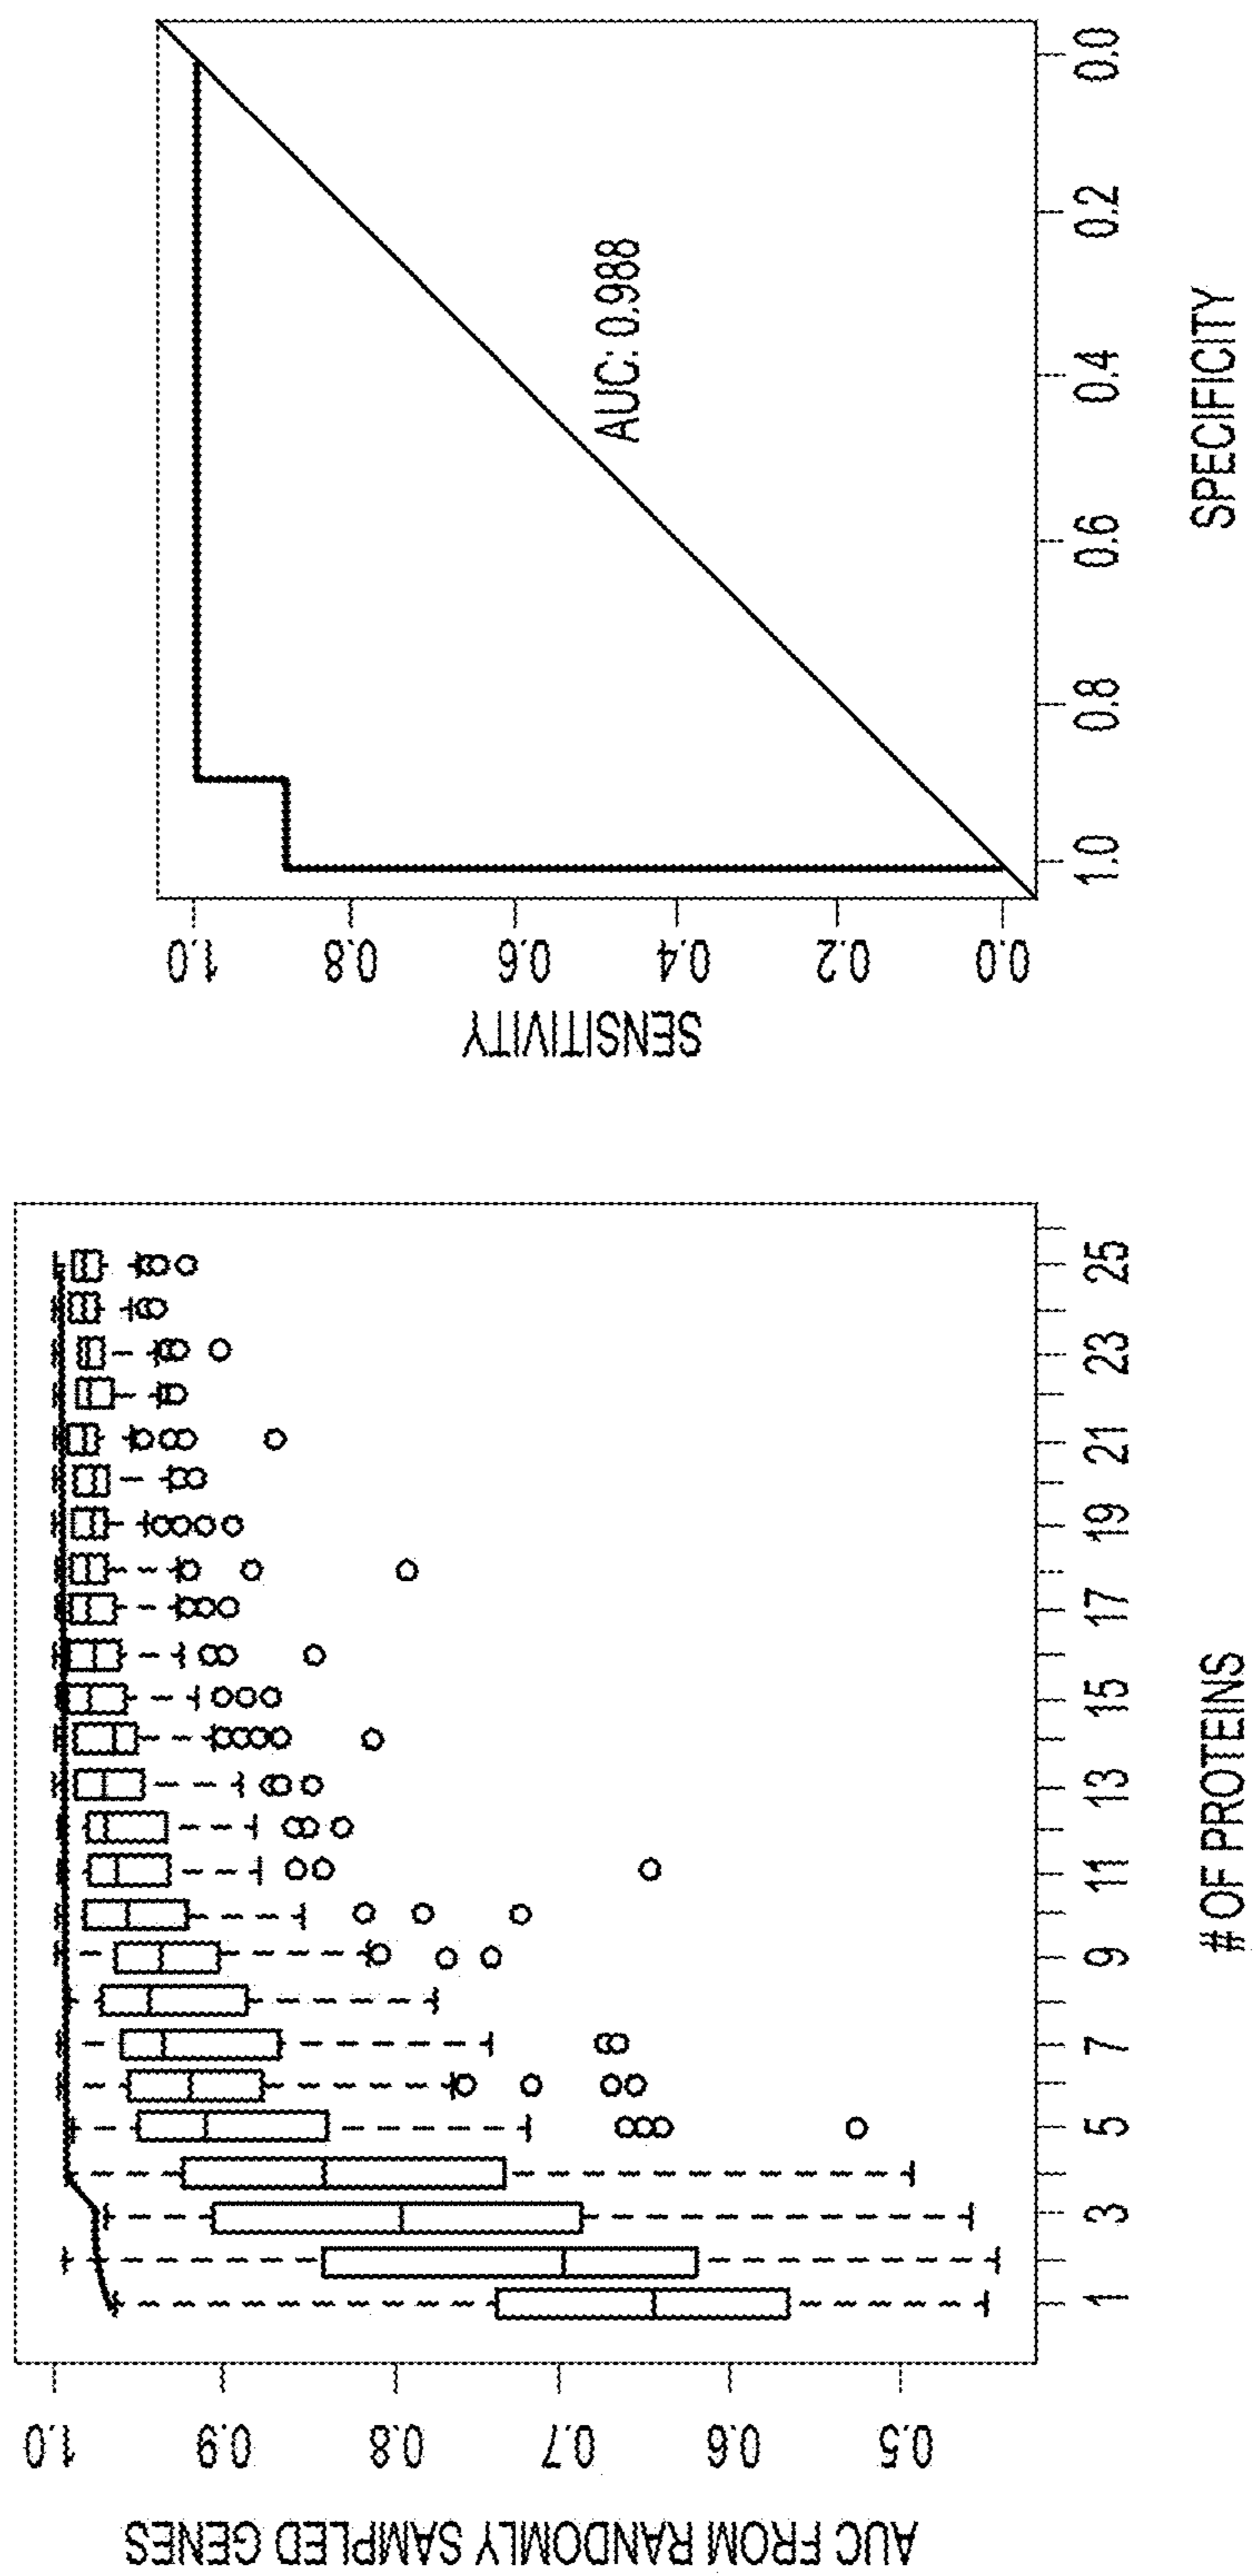 AUC FROM RANDOMLY SAMPLED GENES
1.0
0.9
0.8
0.7
0.6
0.5
1 3 5 7 9 11 13 15 17 19 21 23 25
# OF PROTEINS
SENSITIVITY
1.0
0.8
0.6
0.4
0.2
0.0
AUC: 0.988
1.0 0.8 0.6 0.4 0.2 0.0
SPECIFICITY